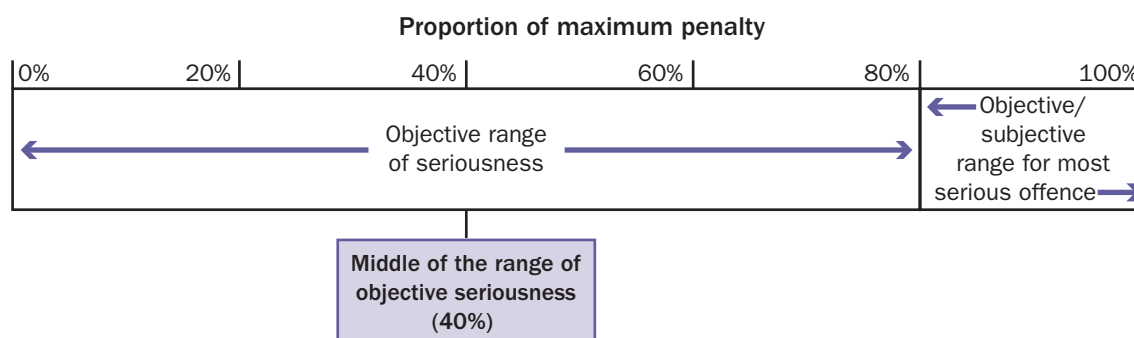 Proportion of maximum penalty
0% 20% 40% 60% 80% 100%
Objective range
of seriousness
Objective/
subjective
range for most
serious offence
Middle of the range of
objective seriousness
(40%)